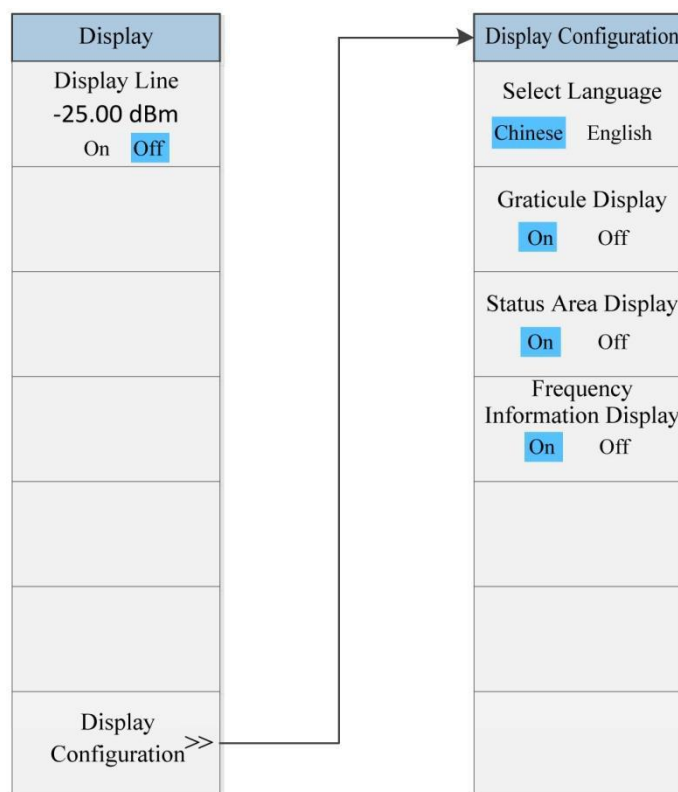 Display
Display Line
-25.00 dBm
On Off
Display
Configuration >>
Display Configuration
Select Language
Chinese English
Graticule Display
On Off
Status Area Display
On Off
Frequency
Information Display
On Off